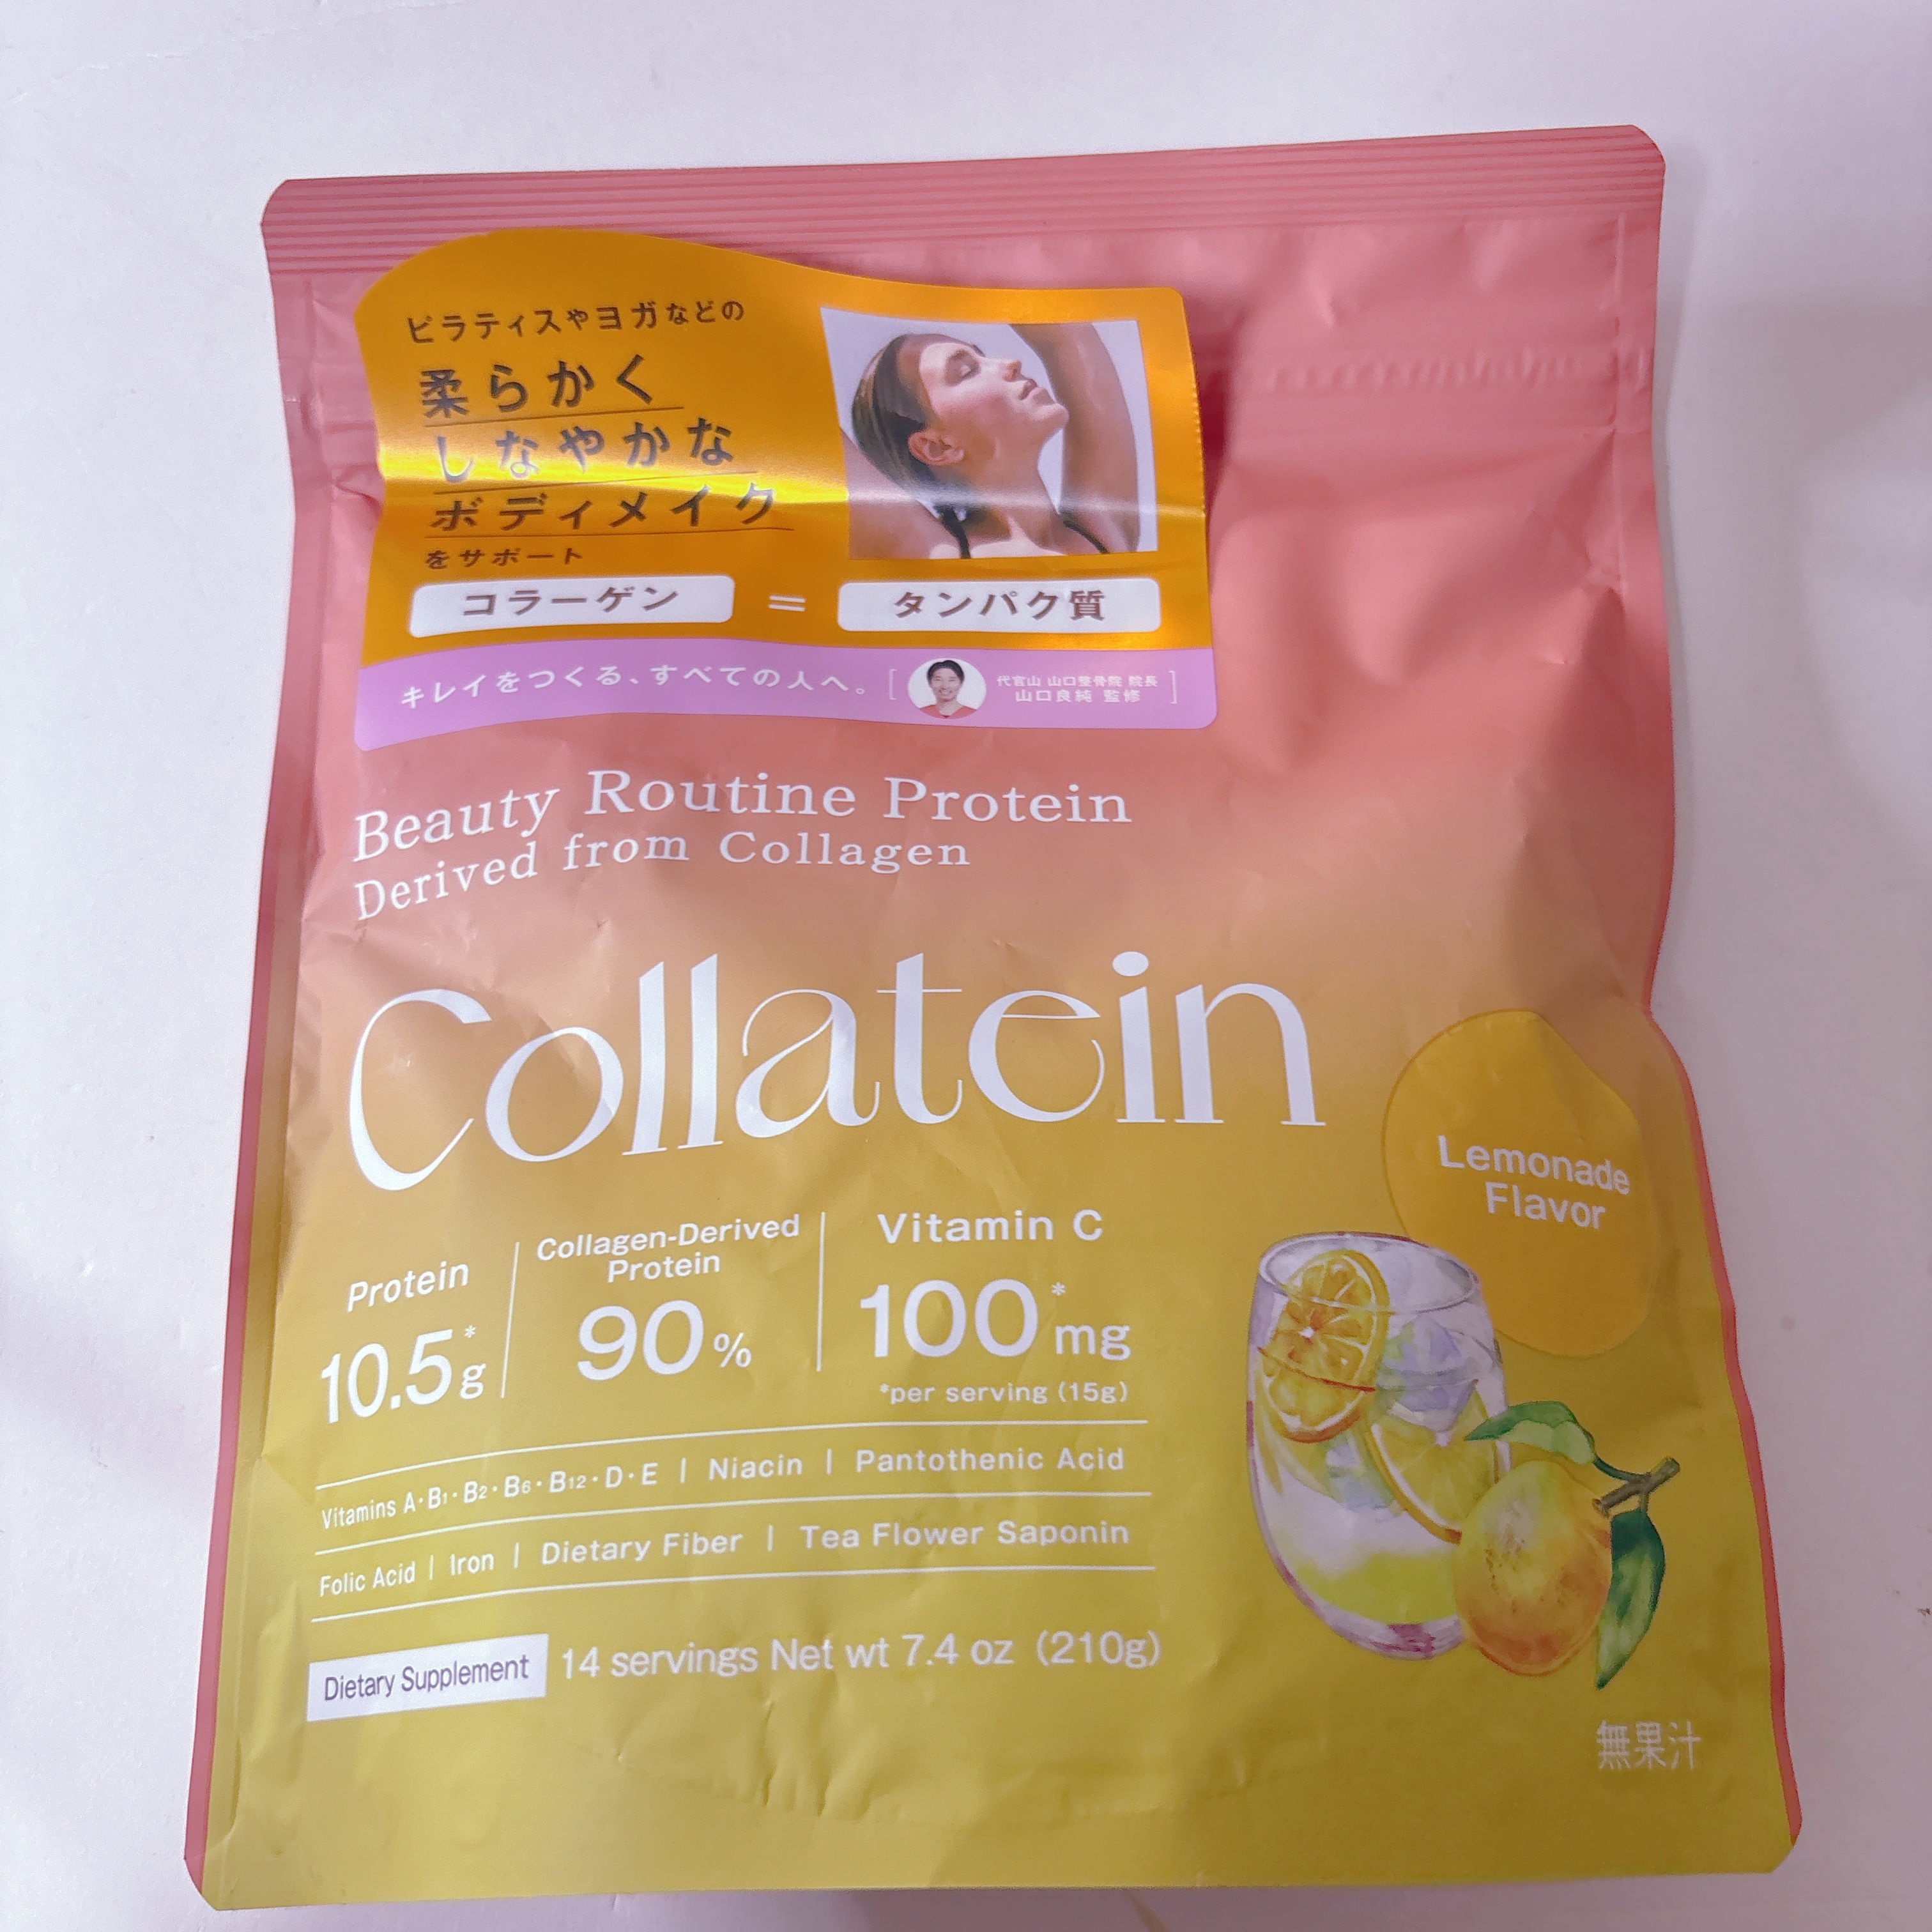 ピラティスやヨガなどの
柔らかく
しなやかな
ボディメイク
をサポート
コラーゲン = タンパク質
キレイをつくる、すべての人へ。
[代官山 山口整骨院 院長
山口良純 監修]
Beauty Routine Protein
Derived from Collagen
Collatein
Lemonade
Flavor
Protein
10.5*g
Collagen-Derived
Protein
90%
Vitamin C
100*mg
*per serving (15g)
Vitamins A・B1・B2・B6・B12・D・E | Niacin | Pantothenic Acid
Folic Acid | Iron | Dietary Fiber | Tea Flower Saponin
Dietary Supplement 14 servings Net wt 7.4 oz (210g)
無果汁